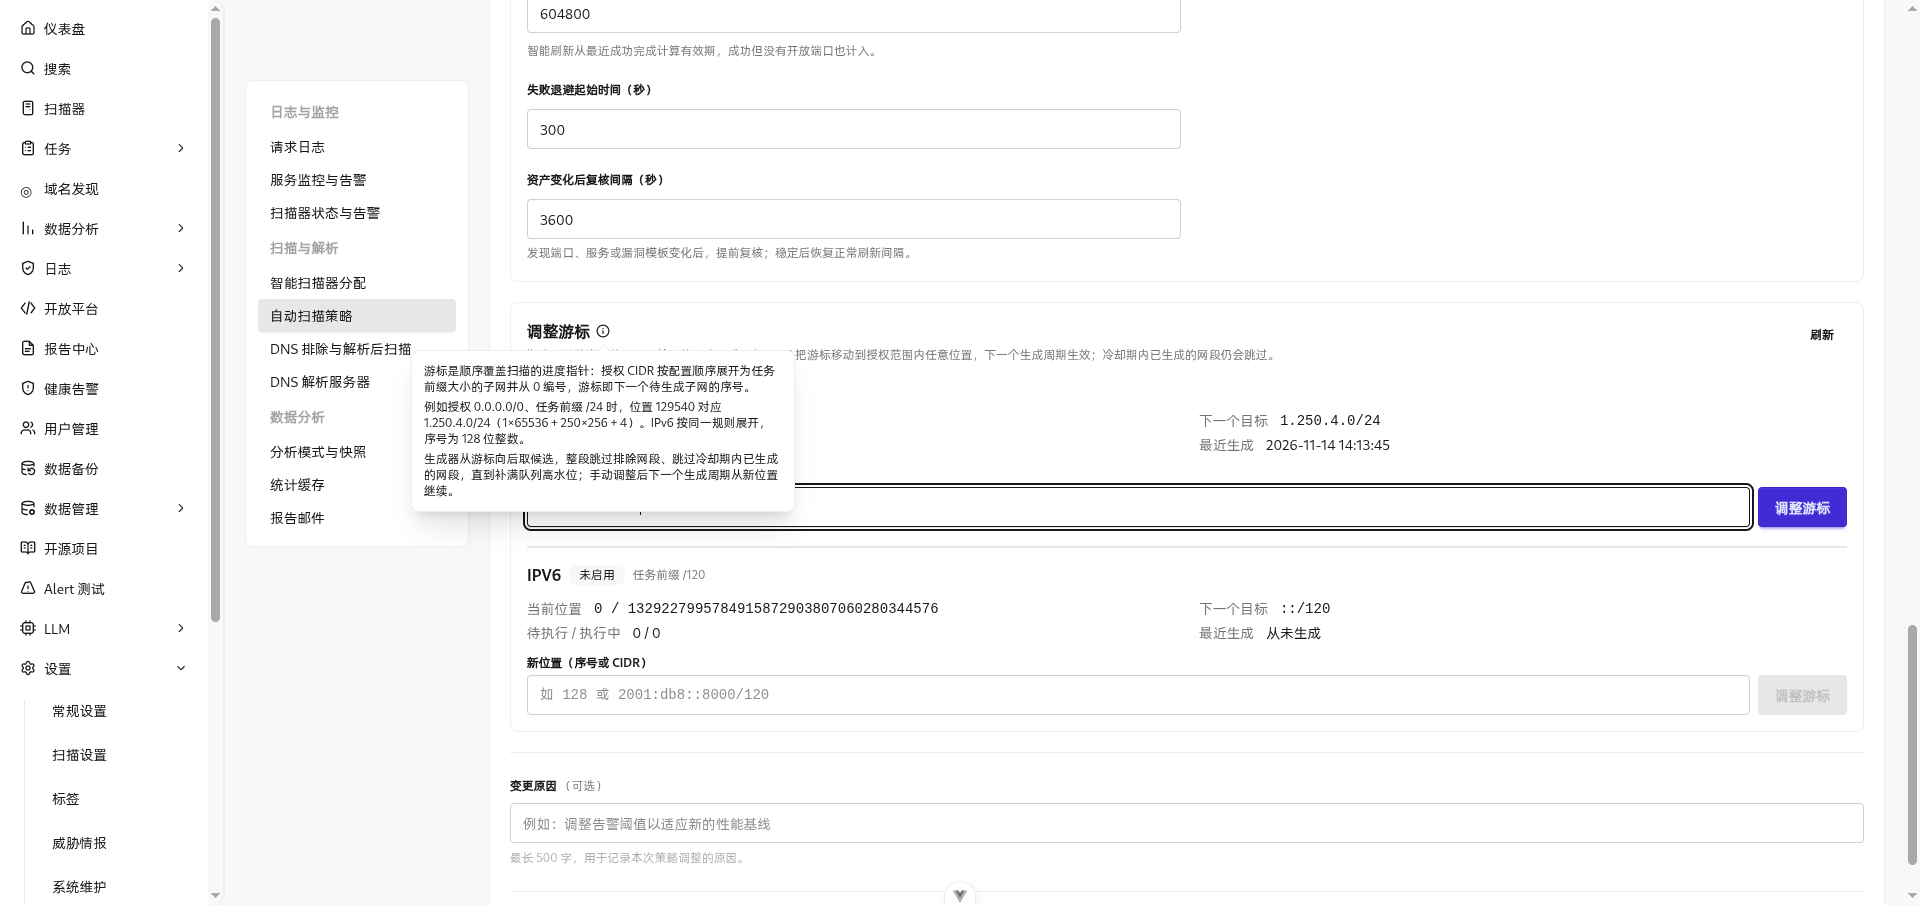 仪表盘
搜索
扫描器
任务
域名发现
数据分析
日志
开放平台
报告中心
健康告警
用户管理
数据备份
数据管理
开源项目
Alert 测试
LLM
设置
常规设置
扫描设置
标签
威胁情报
系统维护
日志与监控
请求日志
服务监控与告警
扫描器状态与告警
扫描与解析
智能扫描器分配
自动扫描策略
DNS 排除与解析后扫描
DNS 解析服务器
数据分析
分析模式与快照
统计缓存
报告邮件
604800
智能刷新从最近成功完成计算有效期，成功但没有开放端口也计入。
失败退避起始时间（秒）
300
资产变化后复核间隔（秒）
3600
发现端口、服务或漏洞模板变化后，提前复核；稳定后恢复正常刷新间隔。
调整游标
刷新
把游标移动到授权范围内任意位置，下一个生成周期生效；冷却期内已生成的网段仍会跳过。
游标是顺序覆盖扫描的进度指针：授权 CIDR 按配置顺序展开为任务
前缀大小的子网并从 0 编号，游标即下一个待生成子网的序号。
例如授权 0.0.0.0/0、任务前缀 /24 时，位置 129540 对应
1.250.4.0/24（1×65536 + 250×256 + 4）。IPv6 按同一规则展开，
序号为 128 位整数。
生成器从游标向后取候选，整段跳过排除网段、跳过冷却期内已生成
的网段，直到补满队列高水位；手动调整后下一个生成周期从新位置
继续。
下一个目标 1.250.4.0/24
最近生成 2026-11-14 14:13:45
调整游标
IPV6 未启用 任务前缀 /120
当前位置 0 / 1329227995784915872903807060280344576
下一个目标 ::/120
待执行 / 执行中 0 / 0
最近生成 从未生成
新位置（序号或 CIDR）
如 128 或 2001:db8::8000/120
调整游标
变更原因 （可选）
例如：调整告警阈值以适应新的性能基线
最长 500 字，用于记录本次策略调整的原因。